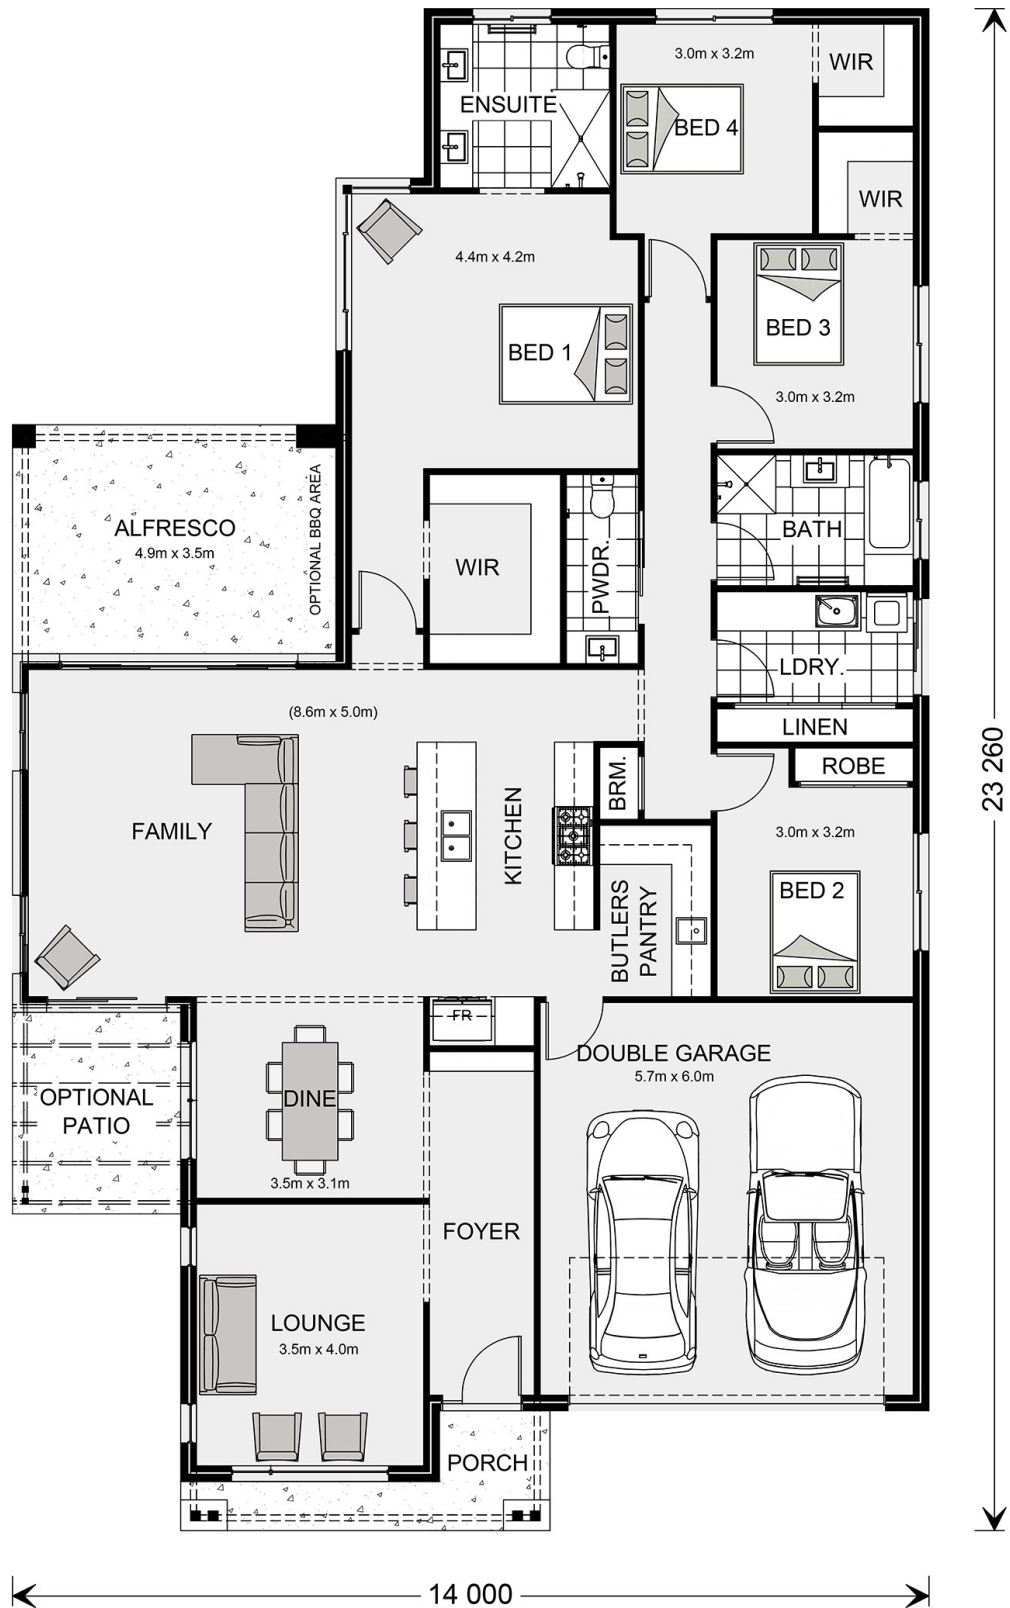 3.0m x 3.2m
WIR
ENSUITE
BED 4
WIR
4.4m x 4.2m
BED 3
BED 1
3.0m x 3.2m
ALFRESCO
4.9m x 3.5m
OPTIONAL BBQ AREA
WIR
PWDR.
BATH
LDRY.
(8.6m x 5.0m)
LINEN
ROBE
BRM.
FAMILY
KITCHEN
3.0m x 3.2m
BED 2
BUTLERS
PANTRY
23 260
FR
DOUBLE GARAGE
5.7m x 6.0m
OPTIONAL
PATIO
DINE
3.5m x 3.1m
FOYER
LOUNGE
3.5m x 4.0m
PORCH
14 000